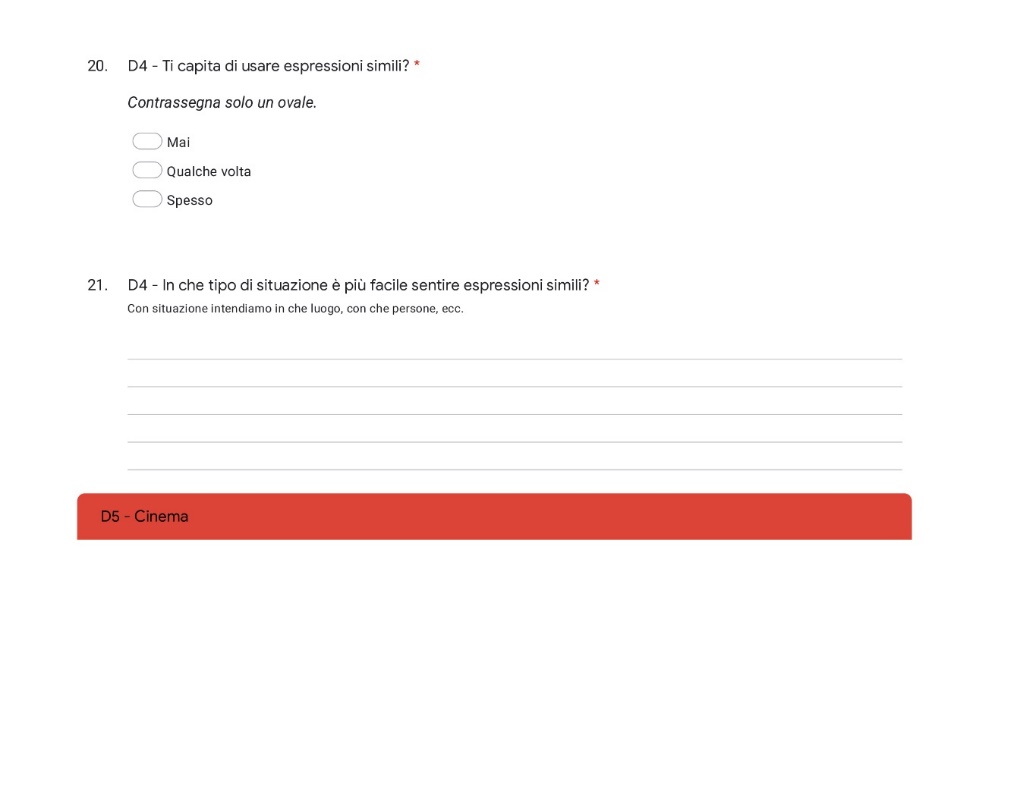 20. D4 - Ti capita di usare espressioni simili? *
Contrassegna solo un ovale.
Mai
Qualche volta
Spesso
21. D4 - In che tipo di situazione è più facile sentire espressioni simili? *
Con situazione intendiamo in che luogo, con che persone, ecc.
D5 - Cinema